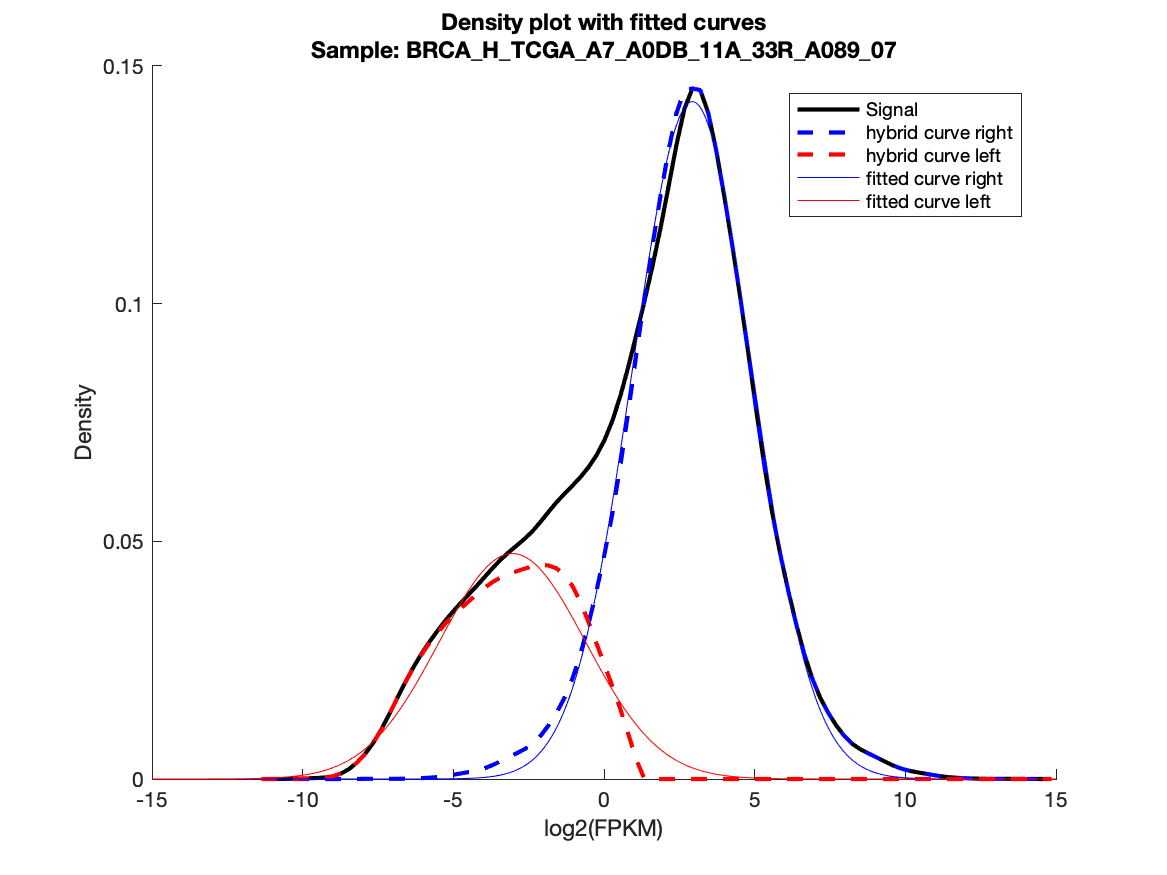 Density plot with fitted curves
Sample: BRCA_H_TCGA_A7_A0DB_11A_33R_A089_07
0.15
Signal
hybrid curve right
hybrid curve left
fitted curve right
fitted curve left
0.1
Density
0.05
0
-15 -10 -5 0 5 10 15
log2(FPKM)